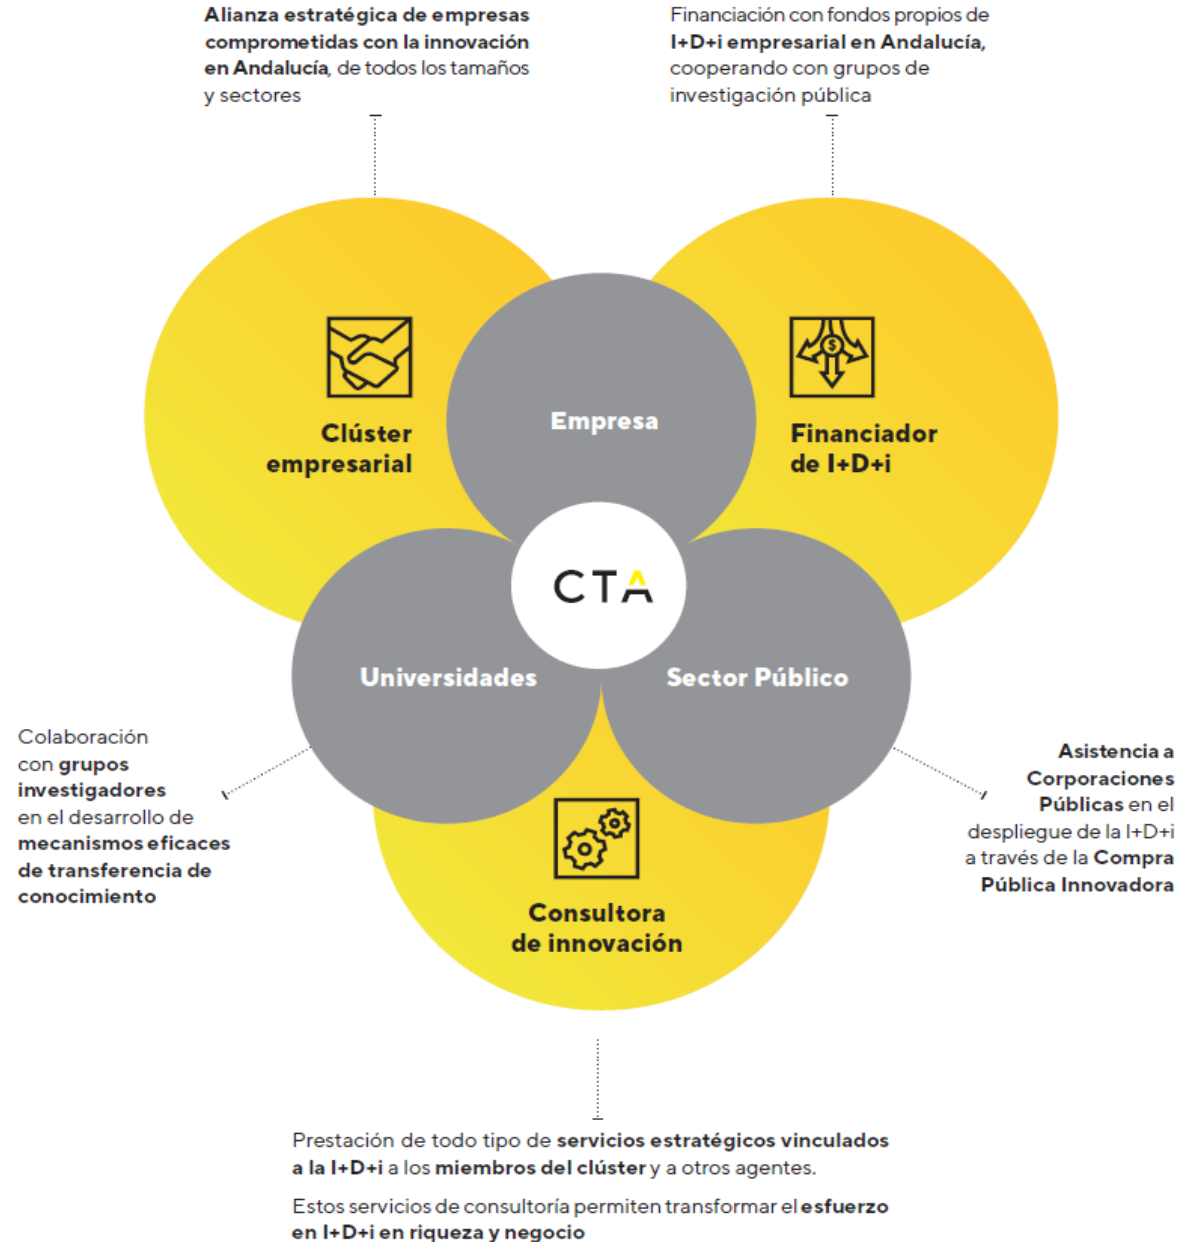 Alianza estratégica de empresas
comprometidas con la innovación
en Andalucía, de todos los tamaños
y sectores
Financiación con fondos propios de
I+D+i empresarial en Andalucía,
cooperando con grupos de
investigación pública
$
Clúster
empresarial
Empresa
Financiador
de I+D+i
CTA
Universidades
Sector Público
Colaboración
con grupos
investigadores
en el desarrollo de
mecanismos eficaces
de transferencia de
conocimiento
Asistencia a
Corporaciones
Públicas en el
despliegue de la I+D+i
a través de la Compra
Pública Innovadora
Consultora
de innovación
Prestación de todo tipo de servicios estratégicos vinculados
a la I+D+i a los miembros del clúster y a otros agentes.
Estos servicios de consultoría permiten transformar el esfuerzo
en I+D+i en riqueza y negocio